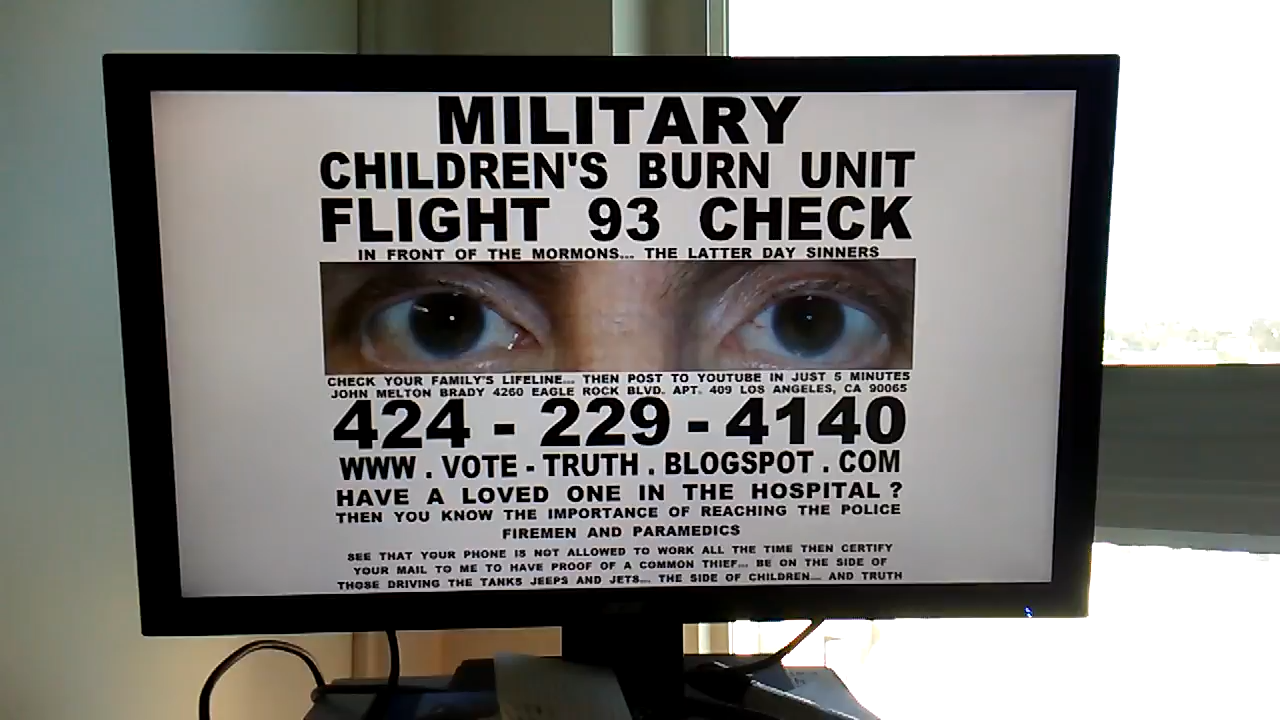 MILITARY
CHILDREN'S BURN UNIT
FLIGHT 93 CHECK
IN FRONT OF THE MORMONS... THE LATTER DAY SINNERS
CHECK YOUR FAMILY'S LIFELINE... THEN POST TO YOUTUBE IN JUST 5 MINUTES
JOHN MELTON BRADY 4260 EAGLE ROCK BLVD. APT. 409 LOS ANGELES, CA 90065
424 - 229 - 4140
WWW . VOTE - TRUTH . BLOGSPOT . COM
HAVE A LOVED ONE IN THE HOSPITAL ?
THEN YOU KNOW THE IMPORTANCE OF REACHING THE POLICE
FIREMEN AND PARAMEDICS
SEE THAT YOUR PHONE IS NOT ALLOWED TO WORK ALL THE TIME THEN CERTIFY
YOUR MAIL TO ME TO HAVE PROOF OF A COMMON THIEF... BE ON THE SIDE OF
THOSE DRIVING THE TANKS JEEPS AND JETS... THE SIDE OF CHILDREN... AND TRUTH